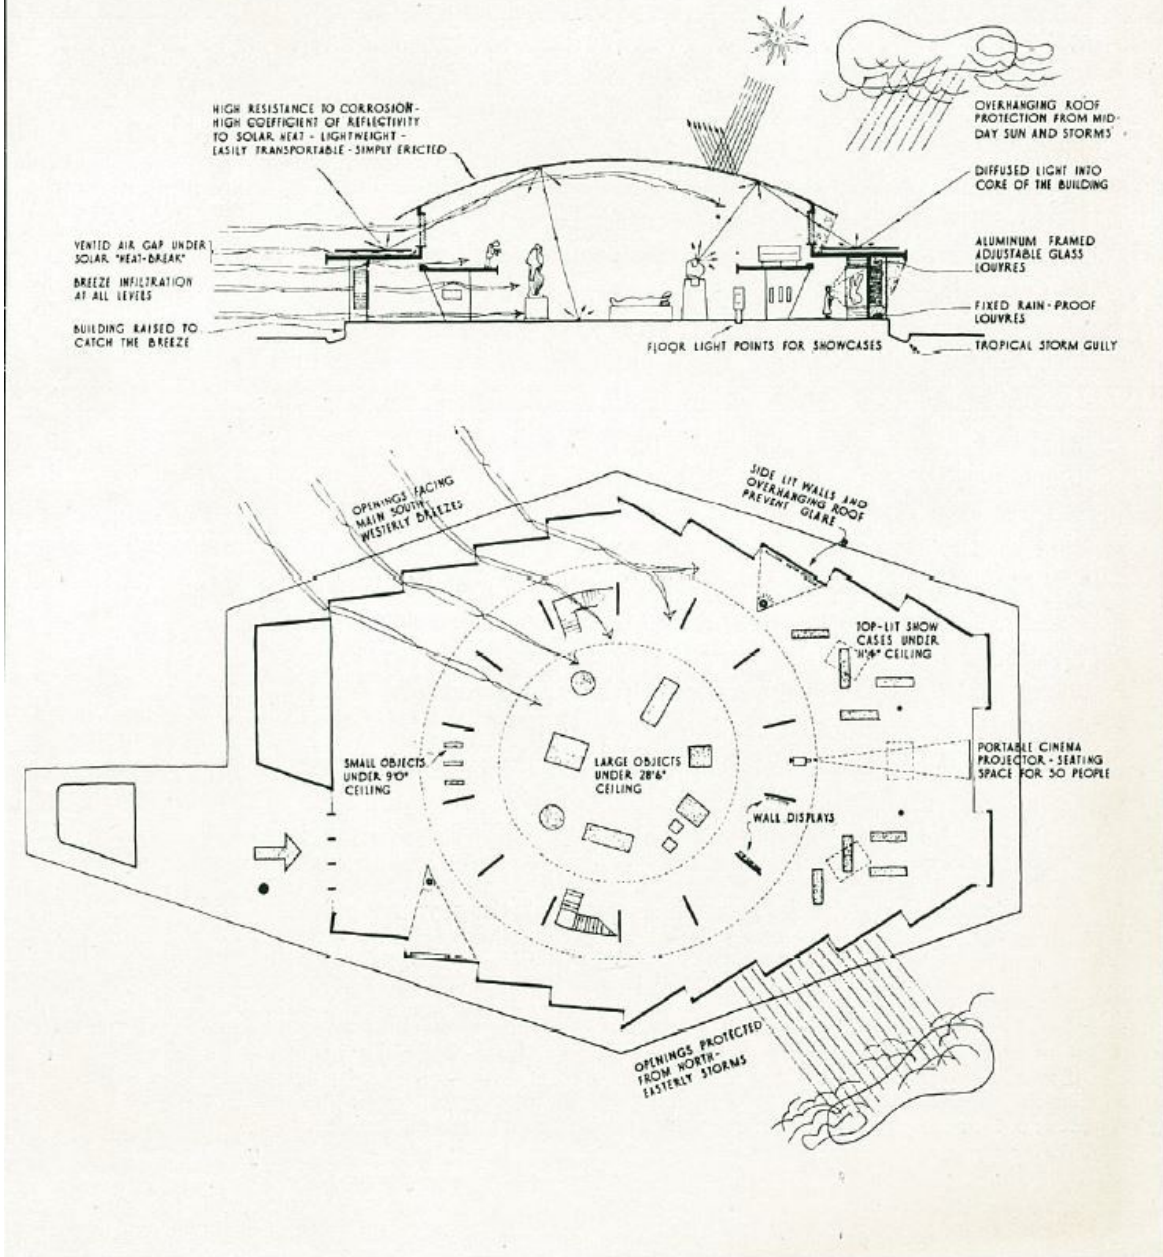 HIGH RESISTANCE TO CORROSION-
HIGH COEFFICIENT OF REFLECTIVITY
TO SOLAR HEAT - LIGHTWEIGHT -
EASILY TRANSPORTABLE - SIMPLY ERECTED
OVERHANGING ROOF
PROTECTION FROM MID-
DAY SUN AND STORMS
DIFFUSED LIGHT INTO
CORE OF THE BUILDING
VENTED AIR GAP UNDER
SOLAR "HEAT-BREAK"
ALUMINUM FRAMED
ADJUSTABLE GLASS
LOUVRES
BREEZE INFILTRATION
AT ALL LEVELS
FIXED RAIN-PROOF
LOUVRES
BUILDING RAISED TO
CATCH THE BREEZE
FLOOR LIGHT POINTS FOR SHOWCASES
TROPICAL STORM GULLY
OPENINGS FACING
MAIN SOUTH
WESTERLY BREEZES
SIDE LIT WALLS AND
OVERHANGING ROOF
PREVENT GLARE
TOP-LIT SHOW
CASES UNDER
CEILING
SMALL OBJECTS
UNDER 9'0"
CEILING
LARGE OBJECTS
UNDER 28'6"
CEILING
PORTABLE CINEMA
PROJECTOR - SEATING
SPACE FOR 50 PEOPLE
WALL DISPLAYS
OPENINGS PROTECTED
FROM NORTH-
EASTERLY STORMS